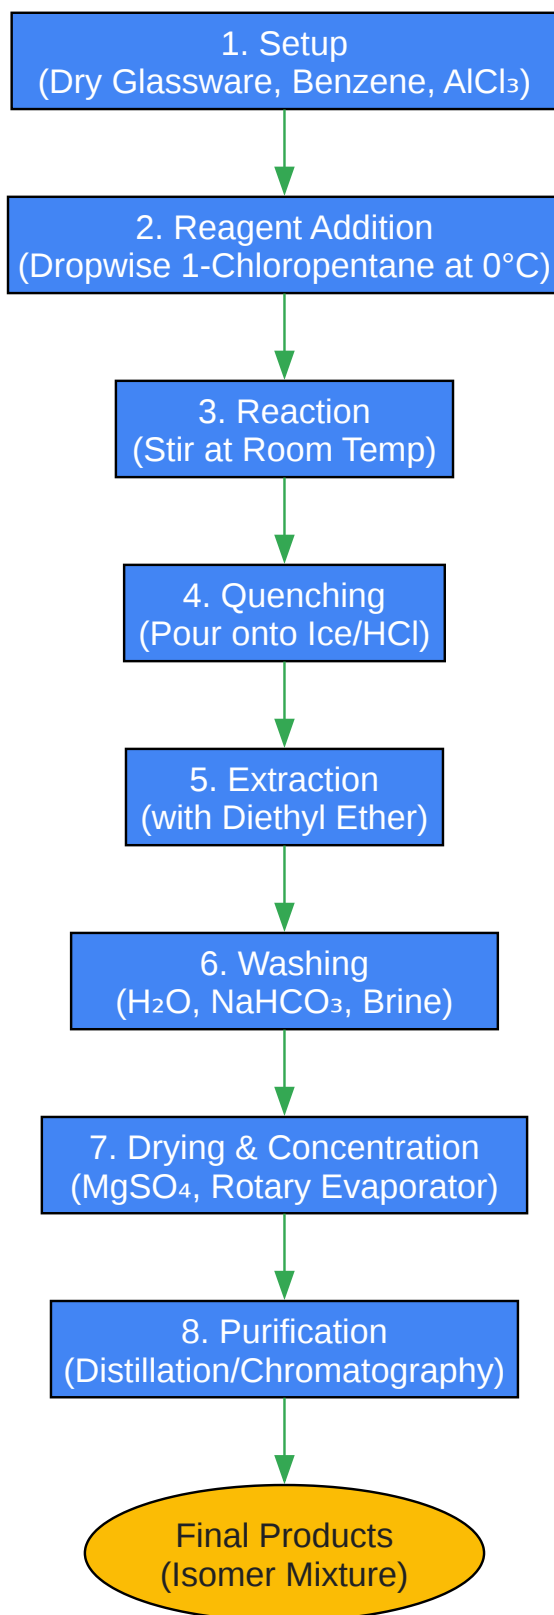 1. Setup
(Dry Glassware, Benzene, AlCl₃)
2. Reagent Addition
(Dropwise 1-Chloropentane at 0°C)
3. Reaction
(Stir at Room Temp)
4. Quenching
(Pour onto Ice/HCl)
5. Extraction
(with Diethyl Ether)
6. Washing
(H₂O, NaHCO₃, Brine)
7. Drying & Concentration
(MgSO₄, Rotary Evaporator)
8. Purification
(Distillation/Chromatography)
Final Products
(Isomer Mixture)